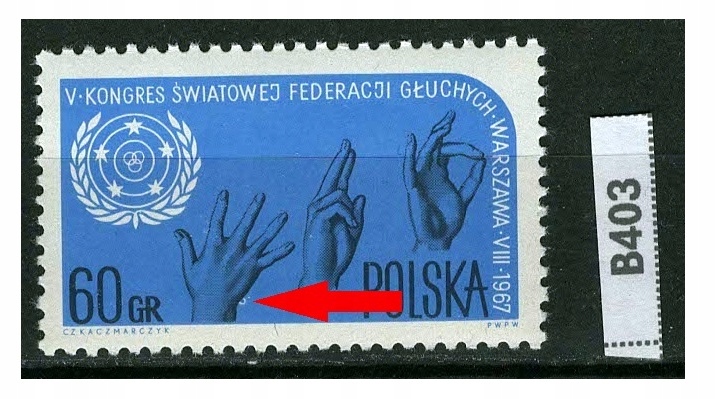 V·KONGRES ŚWIATOWEJ FEDERACJI GŁUCHYCH·WARSZAWA·VIII·1967
60 GR
POLSKA
CZKACZMARCZYK
PWPW
B403